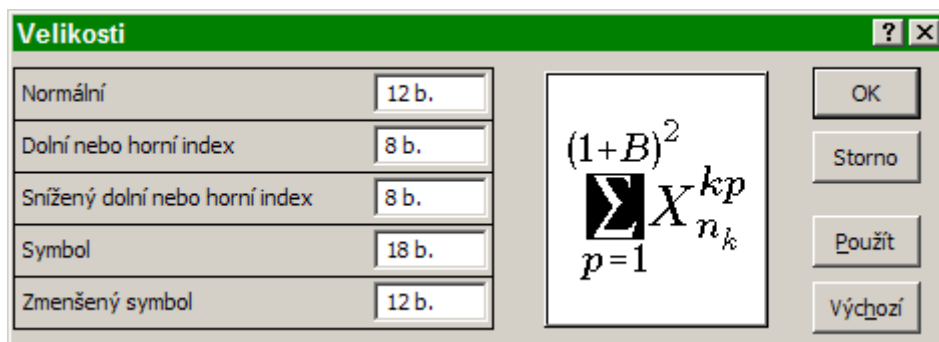 Velikosti
Normální 12 b.
Dolní nebo horní index 8 b.
Snížený dolní nebo horní index 8 b.
Symbol 18 b.
Zmenšený symbol 12 b.
(1+B)²
∑ X kp n k
p=1
OK
Storno
Použít
Výchozí